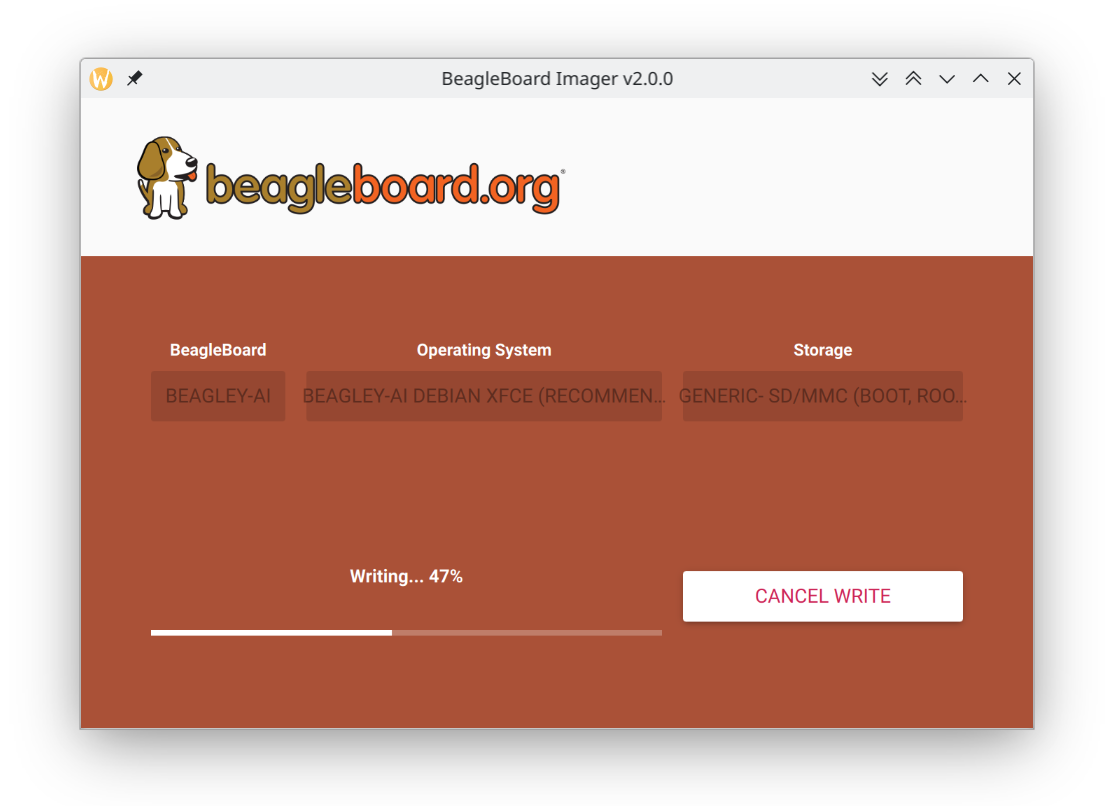 BeagleBoard Imager v2.0.0
beagleboard.org®
BeagleBoard Operating System Storage
BEAGLEY-AI BEAGLEY-AI DEBIAN XFCE (RECOMMEN... GENERIC- SD/MMC (BOOT, ROO...
Writing... 47%
CANCEL WRITE